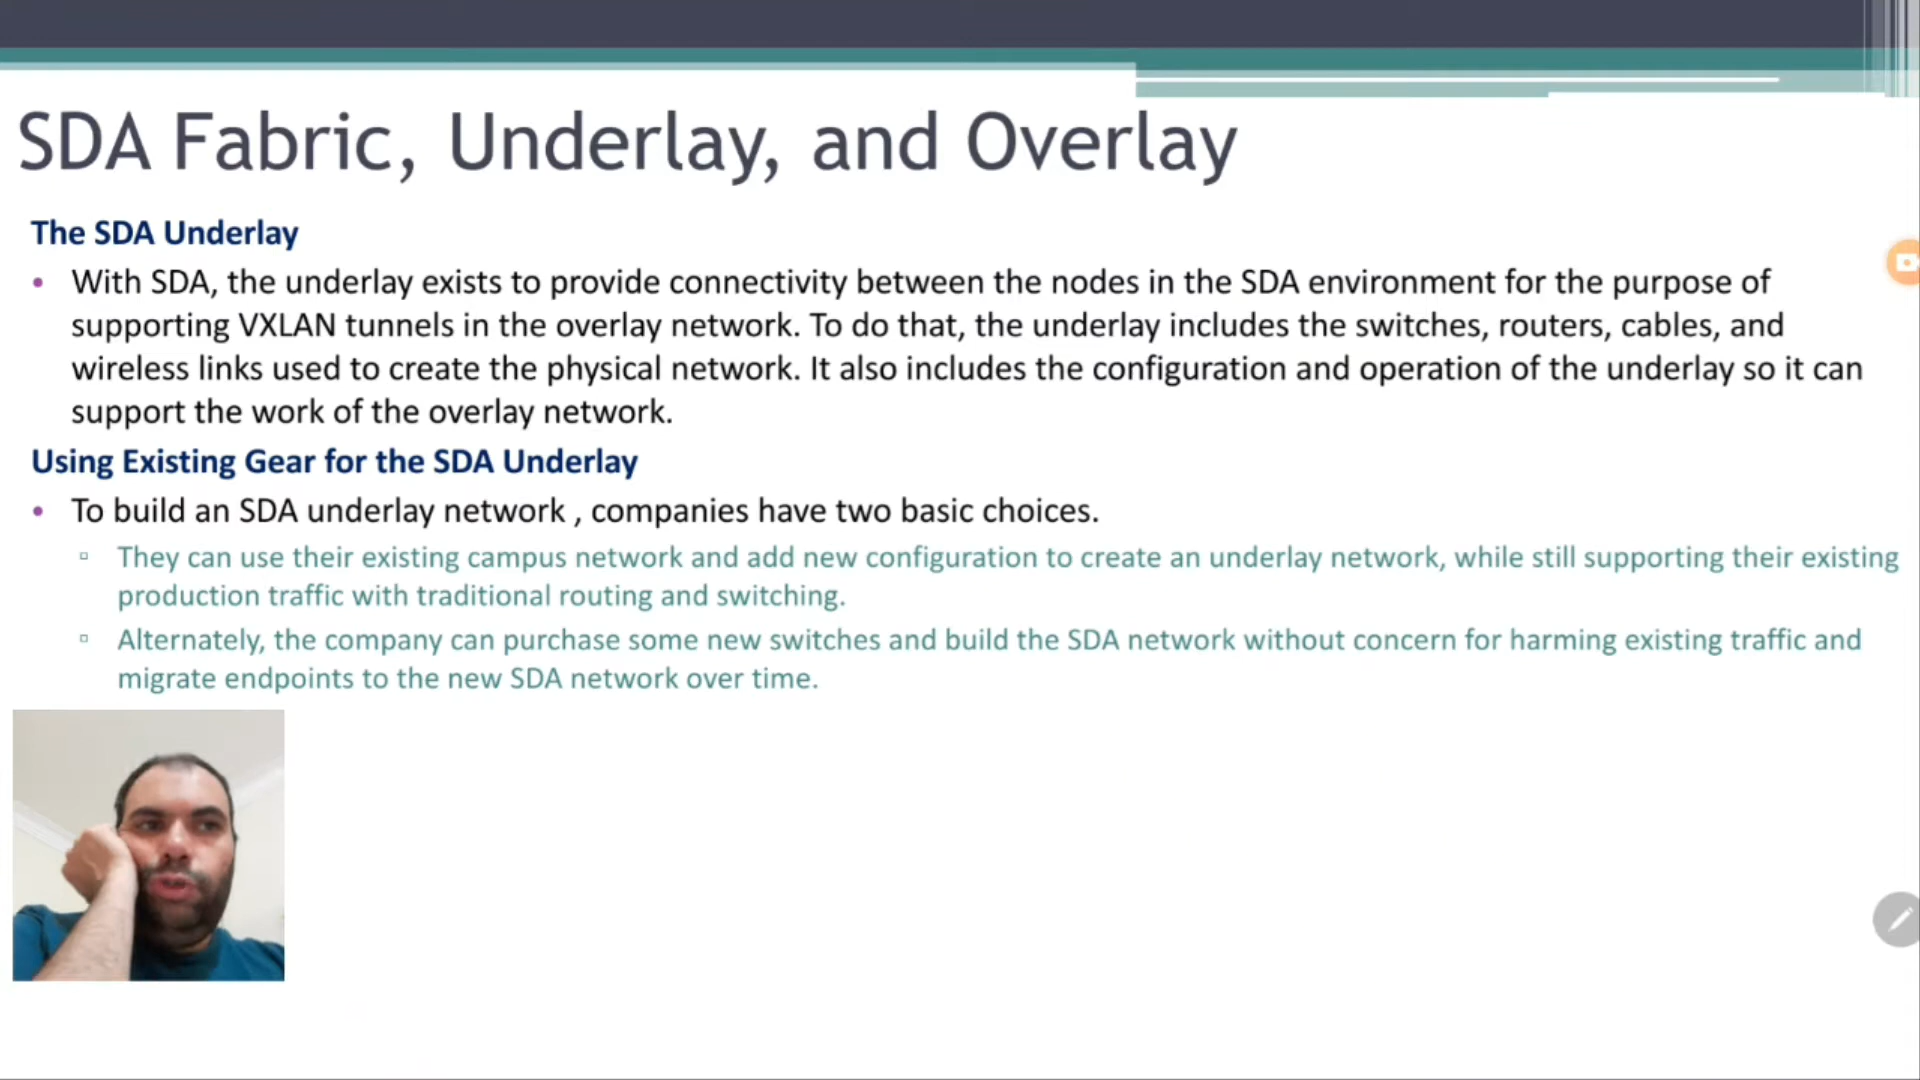 SDA Fabric, Underlay, and Overlay
The SDA Underlay
• With SDA, the underlay exists to provide connectivity between the nodes in the SDA environment for the purpose of
supporting VXLAN tunnels in the overlay network. To do that, the underlay includes the switches, routers, cables, and
wireless links used to create the physical network. It also includes the configuration and operation of the underlay so it can
support the work of the overlay network.
Using Existing Gear for the SDA Underlay
• To build an SDA underlay network , companies have two basic choices.
▫ They can use their existing campus network and add new configuration to create an underlay network, while still supporting their existing
production traffic with traditional routing and switching.
▫ Alternately, the company can purchase some new switches and build the SDA network without concern for harming existing traffic and
migrate endpoints to the new SDA network over time.